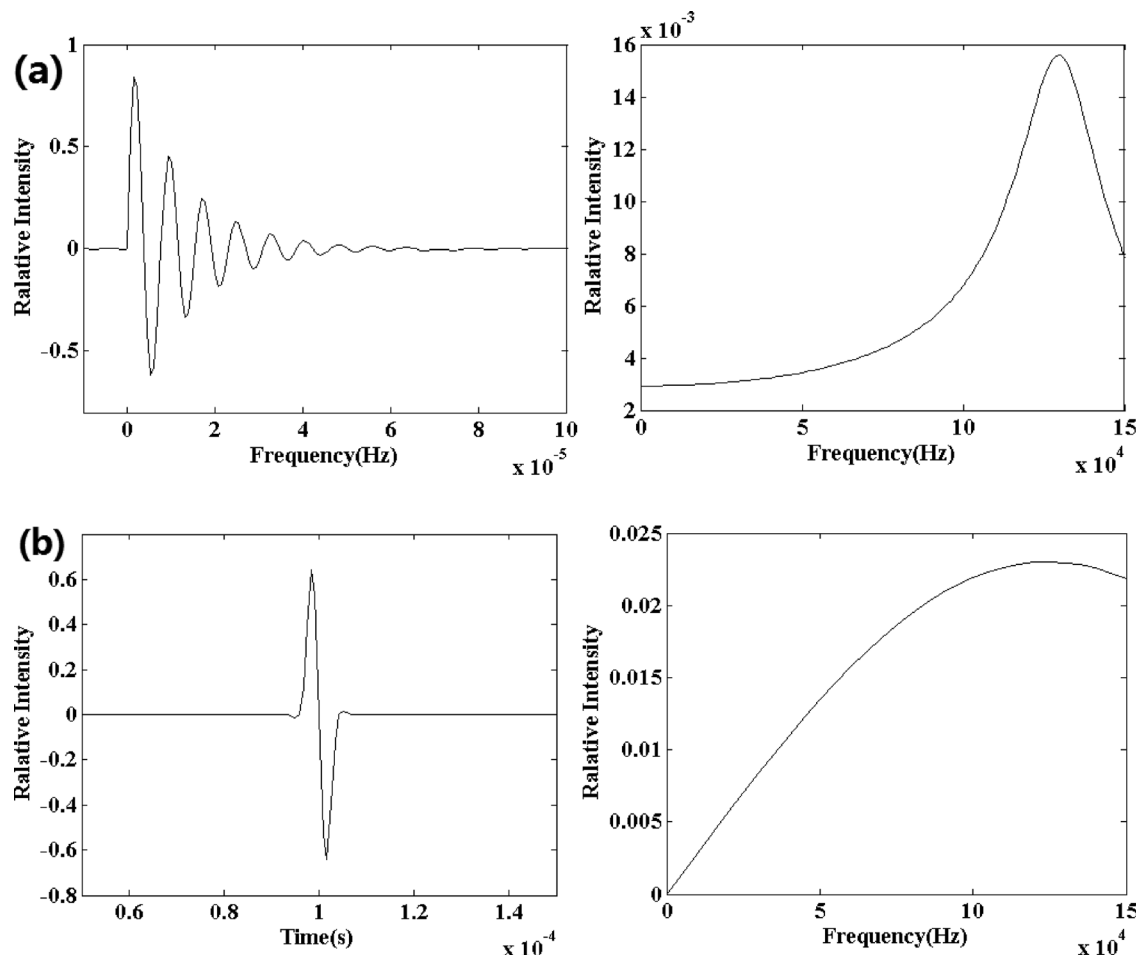 (a)
Ralative Intensity
1
0.5
0
-0.5
0 2 4 6 8 10
Frequency(Hz)
x 10-5
x 10-3
Ralative Intensity
16
14
12
10
8
6
4
2
0 5 10 15
Frequency(Hz)
x 104
(b)
Ralative Intensity
0.6
0.4
0.2
0
-0.2
-0.4
-0.6
-0.8
0.6 0.8 1 1.2 1.4
Time(s)
x 10-4
Ralative Intensity
0.025
0.02
0.015
0.01
0.005
0
0 5 10 15
Frequency(Hz)
x 104